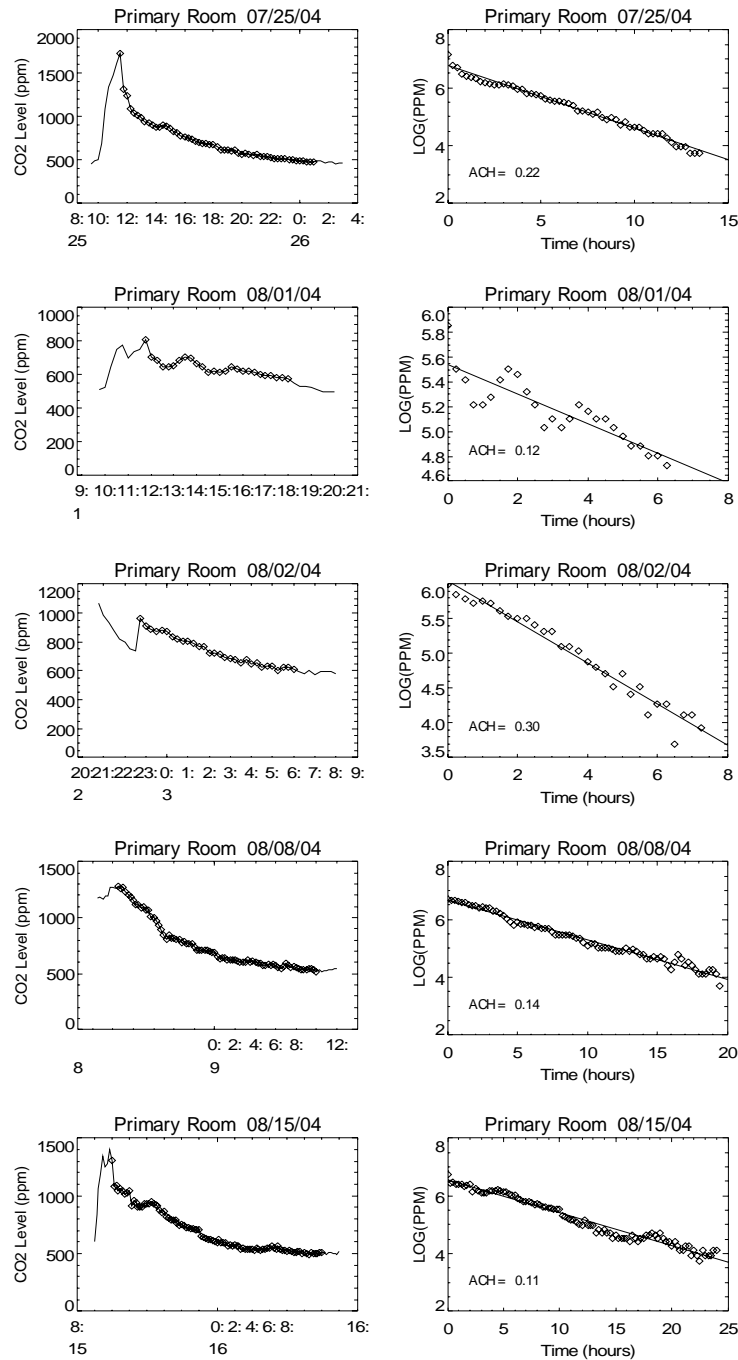 Primary Room 07/25/04
CO2 Level (ppm)
2000
1500
1000
500
0
8: 10: 12: 14: 16: 18: 20: 22: 0: 2: 4:
25 26
Primary Room 07/25/04
LOG(PPM)
8
6
4
2
ACH= 0.22
0 5 10 15
Time (hours)
Primary Room 08/01/04
CO2 Level (ppm)
1000
800
600
400
200
0
9: 10:11:12:13:14:15:16:17:18:19:20:21:
1
Primary Room 08/01/04
LOG(PPM)
6.0
5.6
5.4
5.2
5.0
4.8
4.6
ACH= 0.12
0 2 4 6 8
Time (hours)
Primary Room 08/02/04
CO2 Level (ppm)
1200
1000
800
600
400
200
0
20:21:22:23: 0: 1: 2: 3: 4: 5: 6: 7: 8: 9:
2 3
Primary Room 08/02/04
LOG(PPM)
6.0
5.5
5.0
4.5
4.0
3.5
ACH= 0.30
0 2 4 6 8
Time (hours)
Primary Room 08/08/04
CO2 Level (ppm)
1500
1000
500
0
0: 2: 4: 6: 8: 12:
8 9
Primary Room 08/08/04
LOG(PPM)
8
6
4
2
ACH= 0.14
0 5 10 15 20
Time (hours)
Primary Room 08/15/04
CO2 Level (ppm)
1500
1000
500
0
8: 0: 2: 4: 6: 8: 16:
15 16
Primary Room 08/15/04
LOG(PPM)
8
6
4
2
ACH= 0.11
0 5 10 15 20 25
Time (hours)